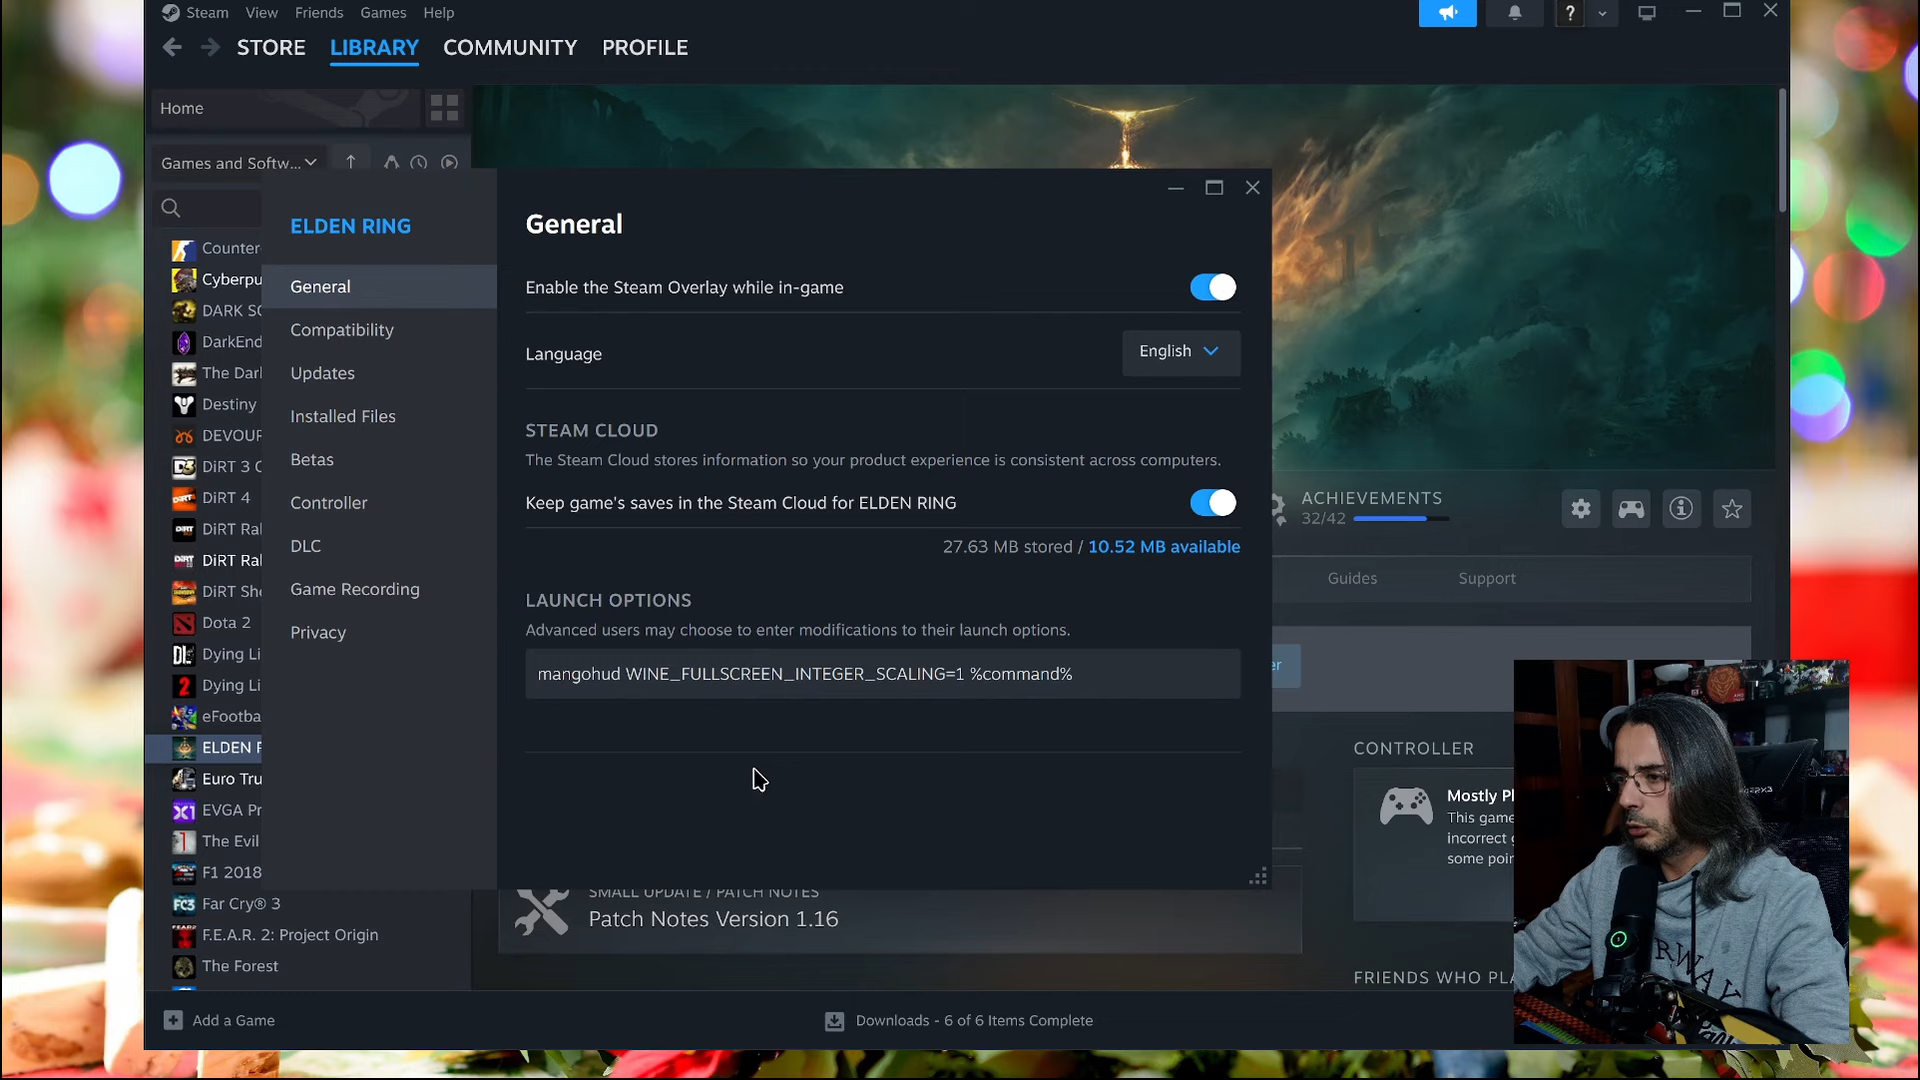 Steam View Friends Games Help
STORE LIBRARY COMMUNITY PROFILE
Home
Games and Softw...
Counter
Cyberpu
DARK SO
DarkEnd
The Dar
Destiny
DEVOUR
DiRT 3 C
DiRT 4
DiRT Ral
DiRT Ral
DiRT Sho
Dota 2
Dying Li
Dying Li
eFootba
ELDEN R
Euro Tru
EVGA Pr
The Evil
F1 2018
Far Cry® 3
F.E.A.R. 2: Project Origin
The Forest
Add a Game
ELDEN RING
General
Compatibility
Updates
Installed Files
Betas
Controller
DLC
Game Recording
Privacy
General
Enable the Steam Overlay while in-game
Language
English
STEAM CLOUD
The Steam Cloud stores information so your product experience is consistent across computers.
Keep game's saves in the Steam Cloud for ELDEN RING
27.63 MB stored / 10.52 MB available
LAUNCH OPTIONS
Advanced users may choose to enter modifications to their launch options.
mangohud WINE_FULLSCREEN_INTEGER_SCALING=1 %command%
ACHIEVEMENTS
32/42
Guides Support
er
CONTROLLER
Mostly Pl
This game
incorrect
some poin
SMALL UPDATE / PATCH NOTES
Patch Notes Version 1.16
FRIENDS WHO PLA
Downloads - 6 of 6 Items Complete